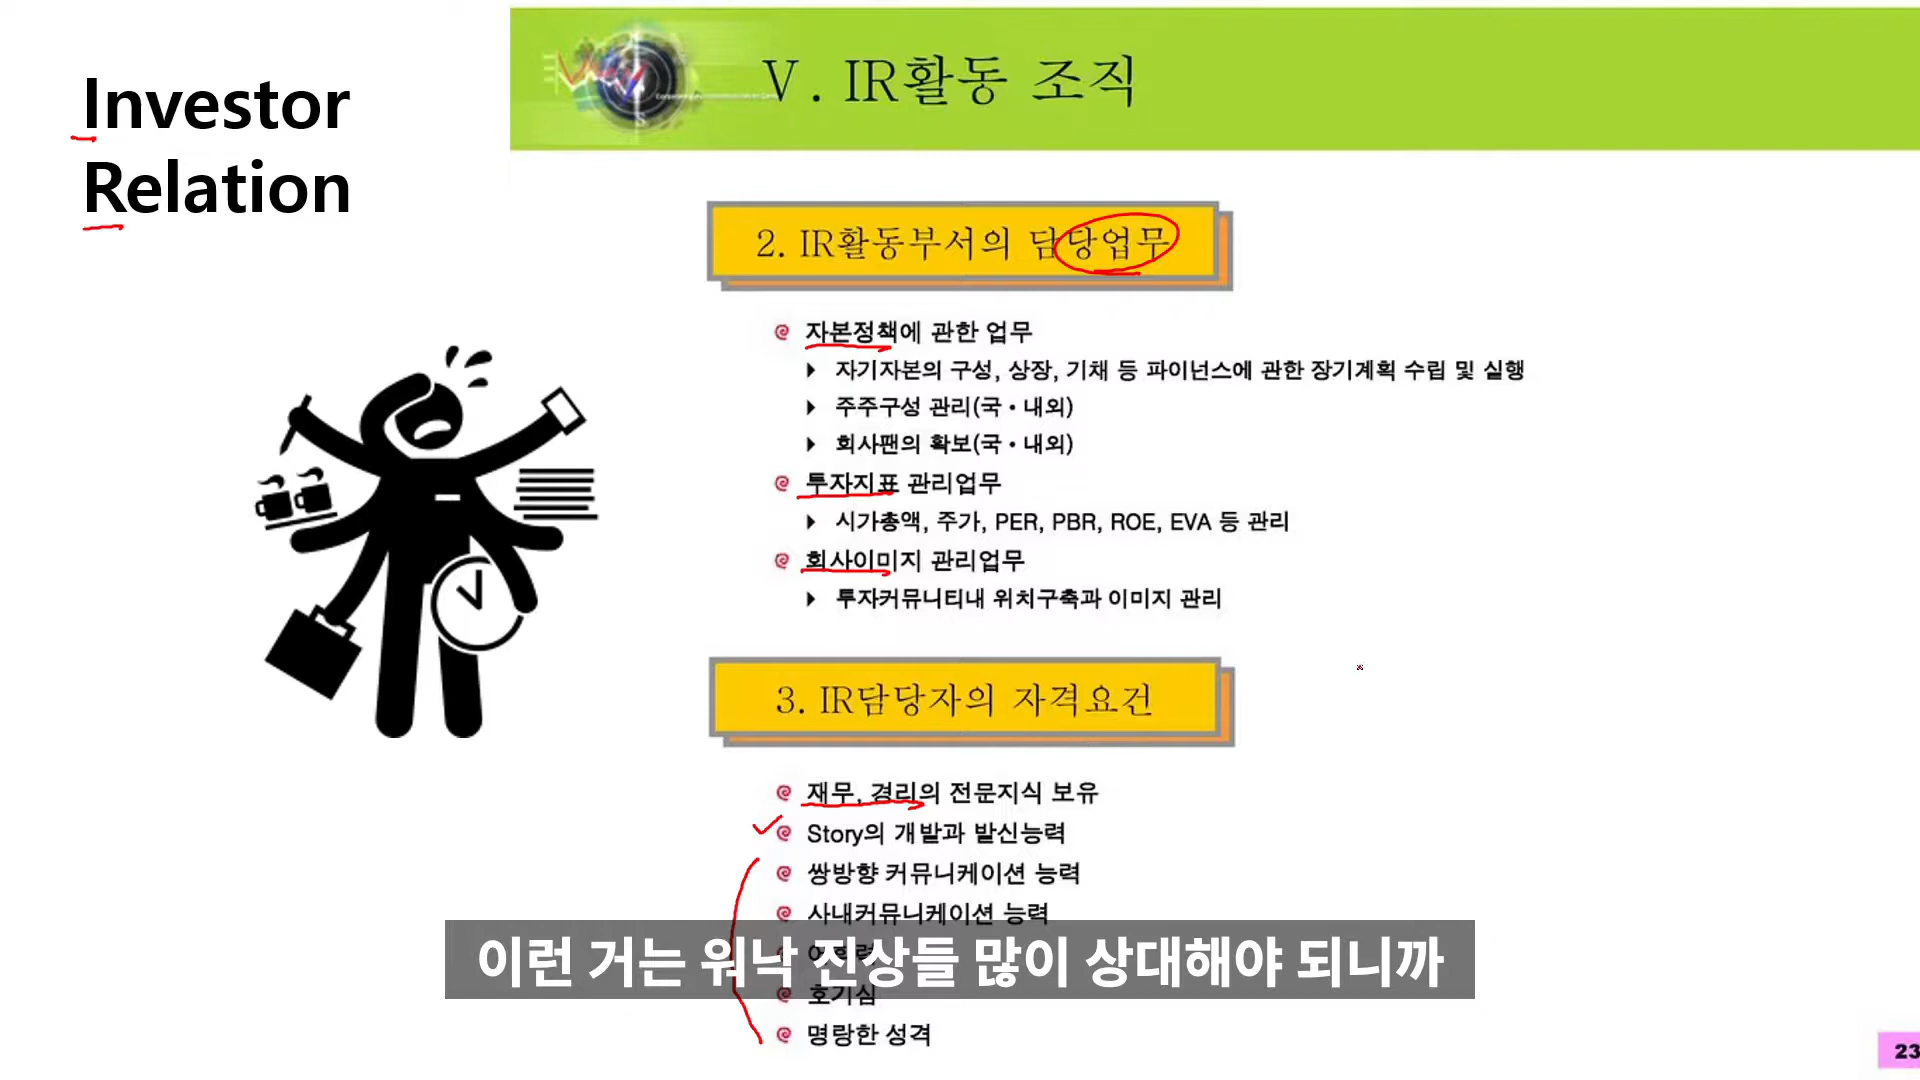 Investor
Relation
Ⅴ. IR활동 조직
2. IR활동부서의 담당업무
자본정책에 관한 업무
자기자본의 구성, 상장, 기채 등 파이넌스에 관한 장기계획 수립 및 실행
주주구성 관리(국•내외)
회사팬의 확보(국•내외)
투자지표 관리업무
시가총액, 주가, PER, PBR, ROE, EVA 등 관리
회사이미지 관리업무
투자커뮤니티내 위치구축과 이미지 관리
3. IR담당자의 자격요건
재무, 경리의 전문지식 보유
Story의 개발과 발신능력
쌍방향 커뮤니케이션 능력
사내커뮤니케이션 능력
이런 거는 워낙 진상들 많이 상대해야 되니까
호기심
명랑한 성격
23